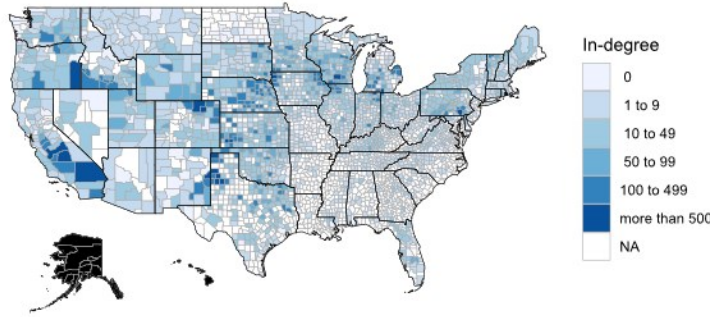 In-degree
0
1 to 9
10 to 49
50 to 99
100 to 499
more than 500
NA